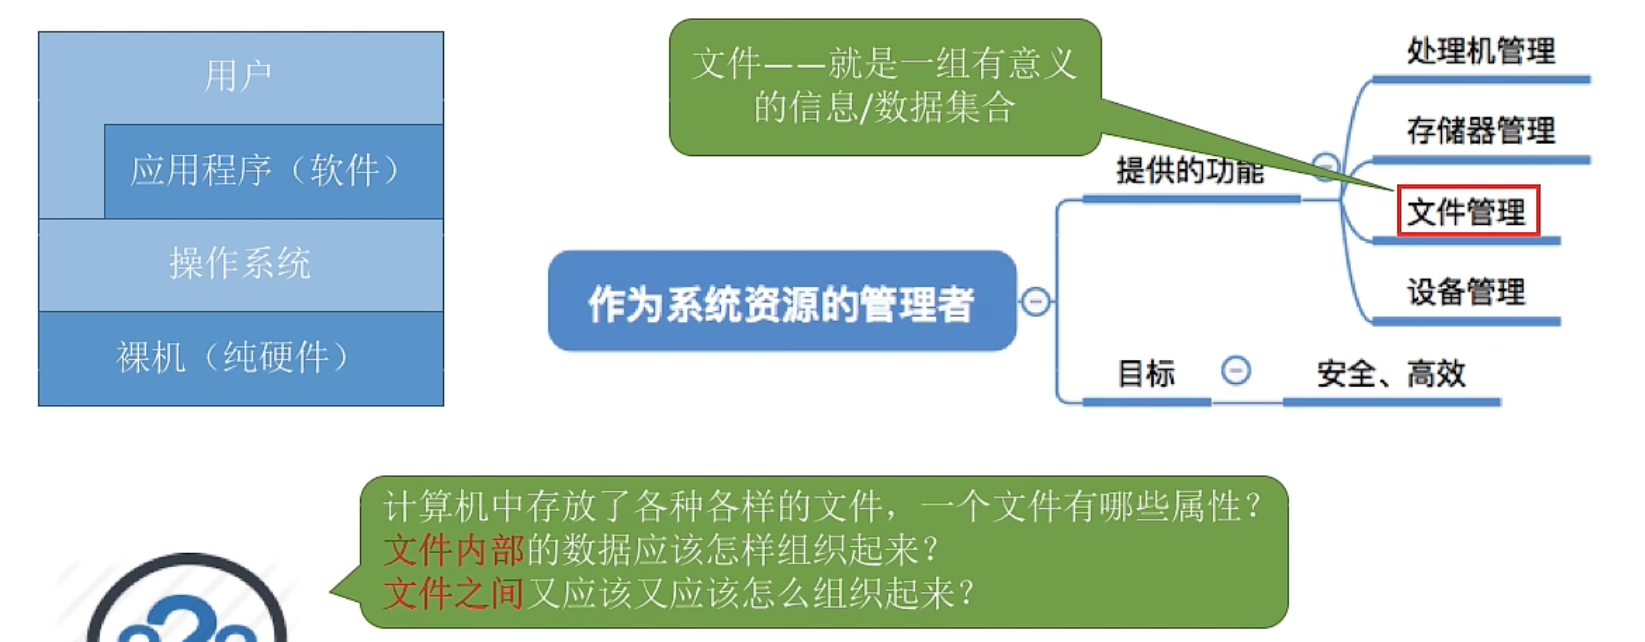 用户
应用程序（软件）
操作系统
裸机（纯硬件）
文件——就是一组有意义
的信息/数据集合
作为系统资源的管理者
提供的功能
处理机管理
存储器管理
文件管理
设备管理
目标
安全、高效
计算机中存放了各种各样的文件，一个文件有哪些属性？
文件内部的数据应该怎样组织起来？
文件之间又应该又应该怎么组织起来？